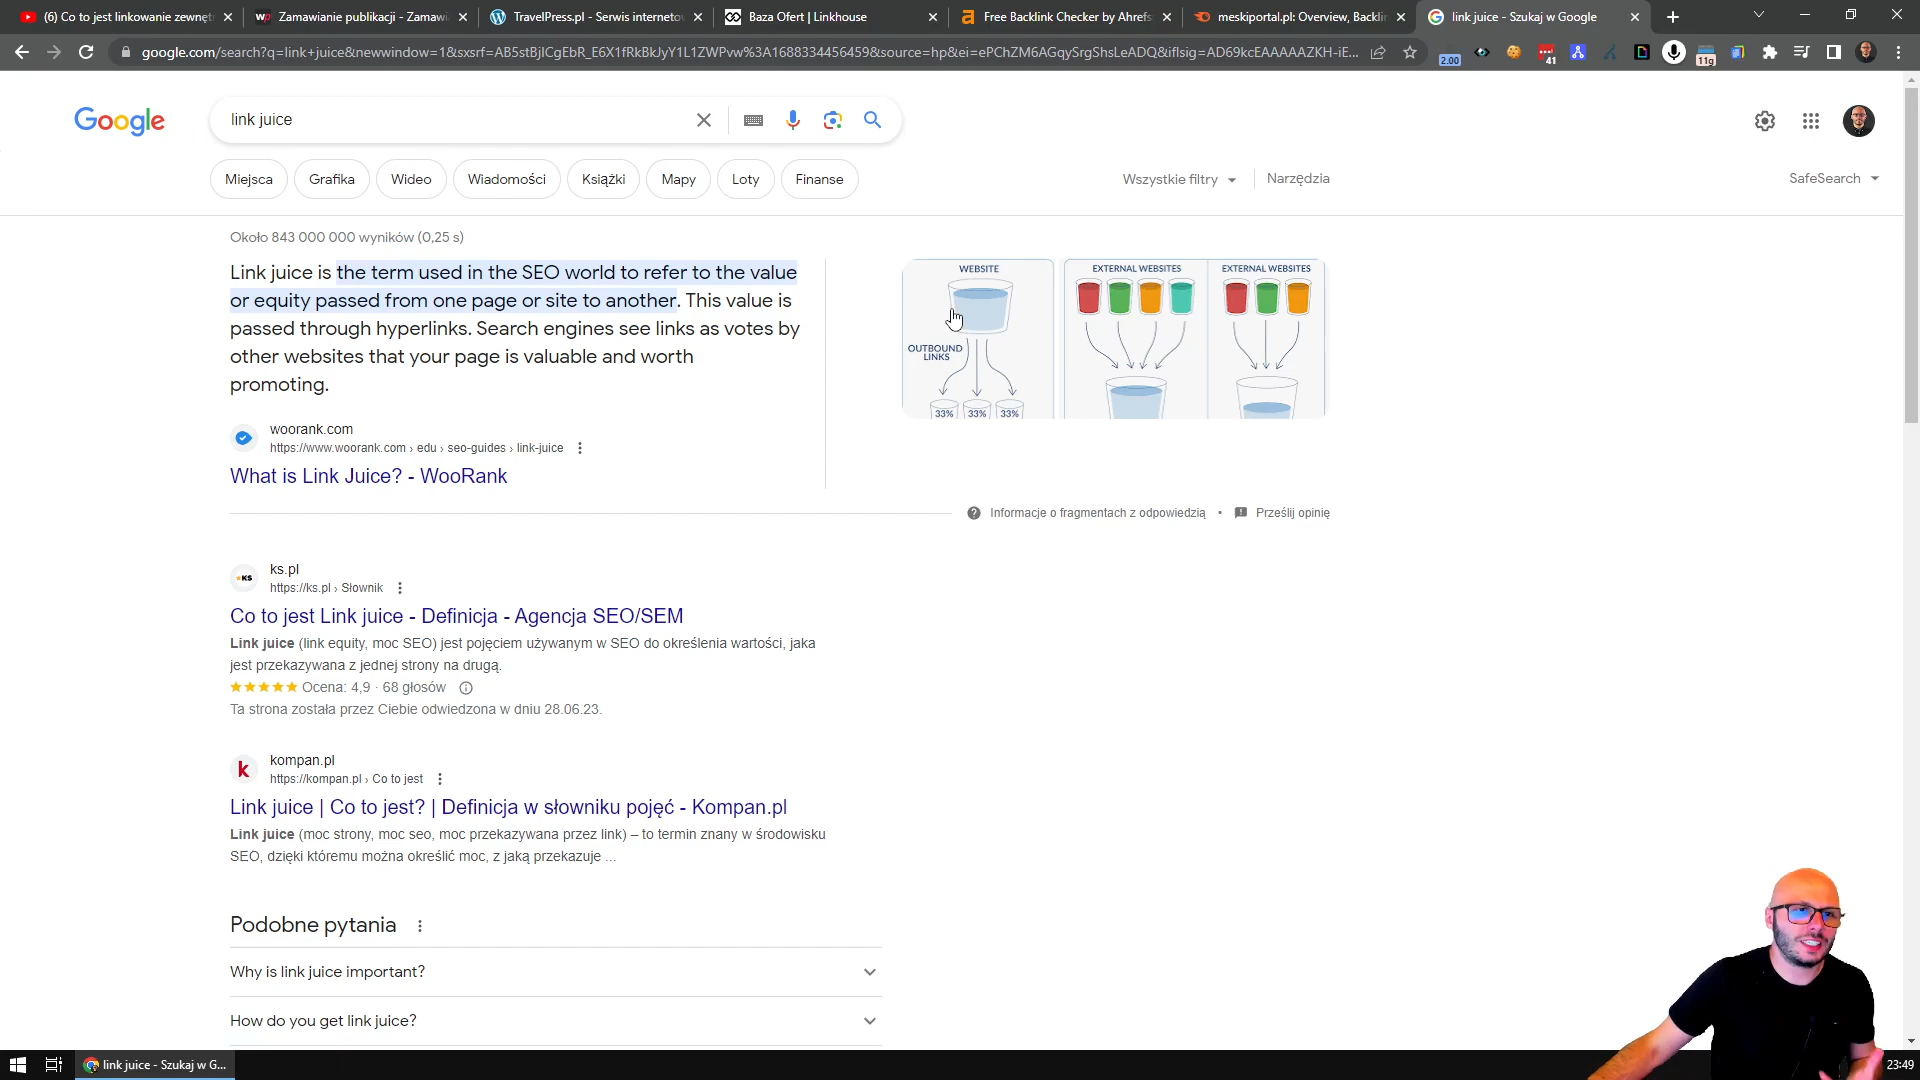 (6) Co to jest linkowanie zewnęt
Zamawianie publikacji - Zamawi
TravelPress.pl - Serwis internetow
Baza Ofert | Linkhouse
Free Backlink Checker by Ahrefs
meskiportal.pl: Overview, Backlin
link juice - Szukaj w Google
google.com/search?q=link+juice&newwindow=1&sxsrf=AB5stBjlCgEbR_E6X1fRkBkJyY1L1ZWPvw%3A1688334456459&source=hp&ei=ePChZM6AGqySrgShsLeADQ&iflsig=AD69kcEAAAAAZKH-iE...
2.00
41
11g
Google
link juice
Miejsca
Grafika
Wideo
Wiadomości
Książki
Mapy
Loty
Finanse
Wszystkie filtry
Narzędzia
SafeSearch
Około 843 000 000 wyników (0,25 s)
Link juice is the term used in the SEO world to refer to the value
or equity passed from one page or site to another. This value is
passed through hyperlinks. Search engines see links as votes by
other websites that your page is valuable and worth
promoting.
WEBSITE
OUTBOUND
LINKS
33% 33% 33%
EXTERNAL WEBSITES
EXTERNAL WEBSITES
woorank.com
https://www.woorank.com › edu › seo-guides › link-juice
What is Link Juice? - WooRank
Informacje o fragmentach z odpowiedzią
•
Prześlij opinię
KS
ks.pl
https://ks.pl › Słownik
Co to jest Link juice - Definicja - Agencja SEO/SEM
Link juice (link equity, moc SEO) jest pojęciem używanym w SEO do określenia wartości, jaka
jest przekazywana z jednej strony na drugą.
Ocena: 4,9 · 68 głosów
Ta strona została przez Ciebie odwiedzona w dniu 28.06.23.
k
kompan.pl
https://kompan.pl › Co to jest
Link juice | Co to jest? | Definicja w słowniku pojęć - Kompan.pl
Link juice (moc strony, moc seo, moc przekazywana przez link) – to termin znany w środowisku
SEO, dzięki któremu można określić moc, z jaką przekazuje ...
Podobne pytania
Why is link juice important?
How do you get link juice?
link juice - Szukaj w G...
23:49